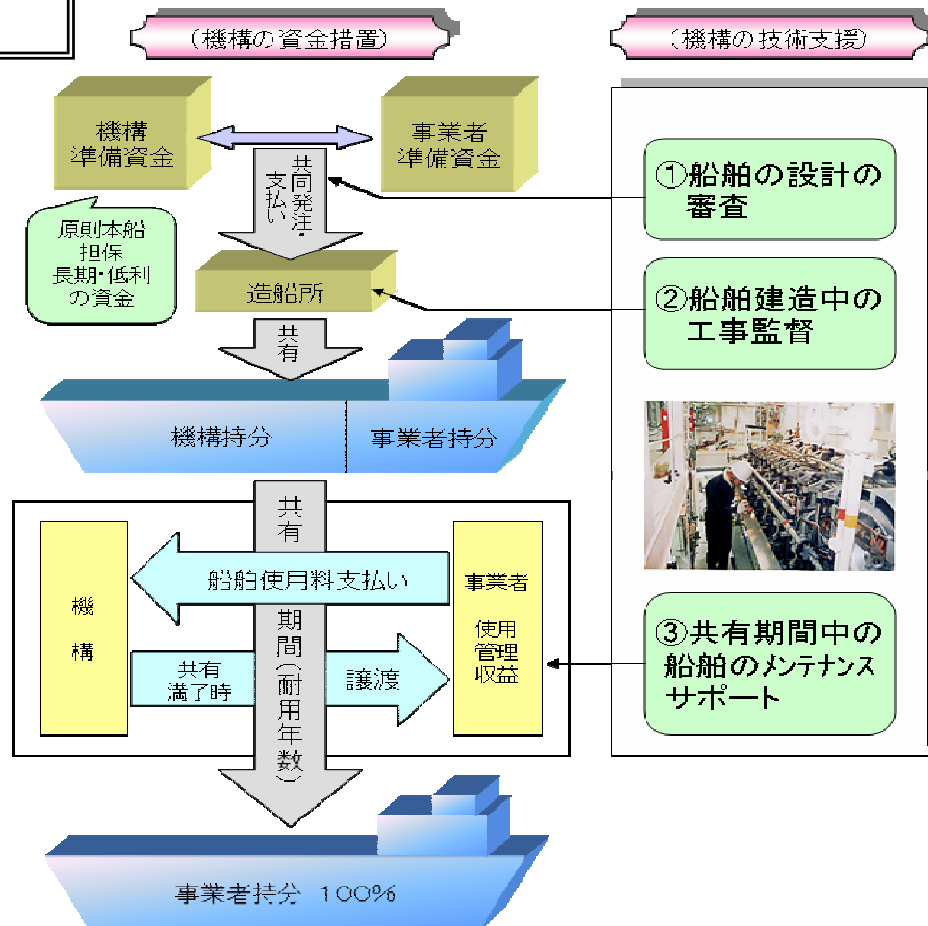 （機構の資金措置）
（機構の技術支援）
機構
準備資金
事業者
準備資金
共同発注・
支払い
原則本船
担保
長期・低利
の資金
造船所
共有
機構持分
事業者持分
共有
期間（耐用年数）
機
構
船舶使用料支払い
共有
満了時
譲渡
事業者
使用
管理
収益
事業者持分 100%
①船舶の設計の
審査
②船舶建造中の
工事監督
③共有期間中の
船舶のメンテナンス
サポート